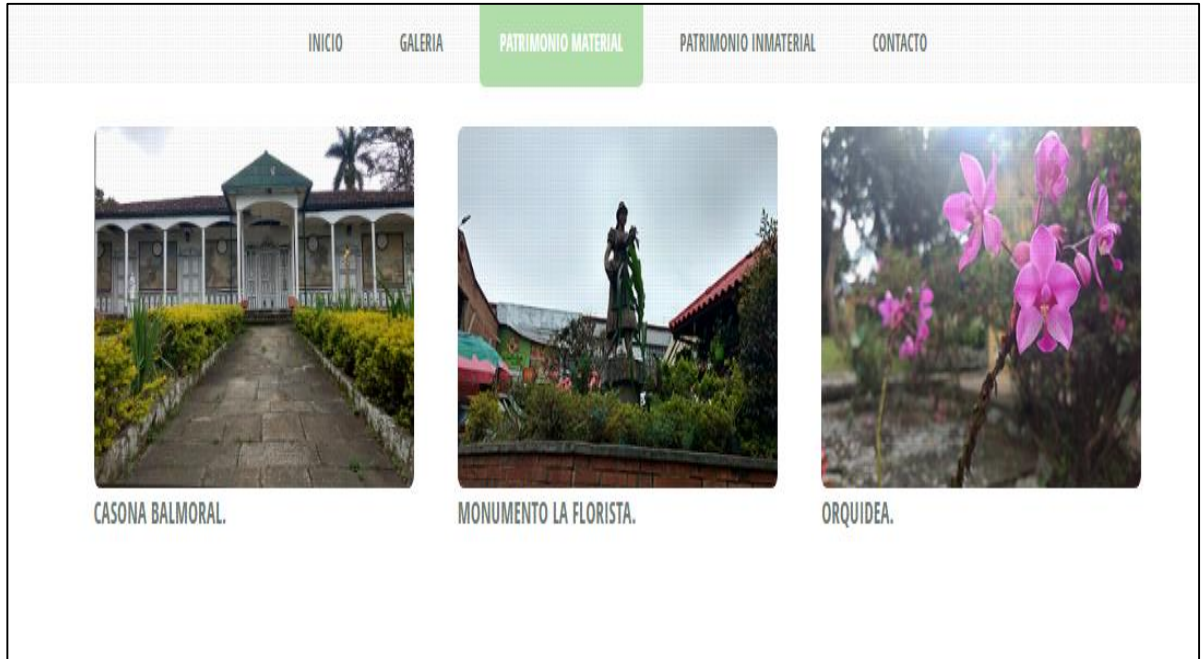 INICIO GALERIA PATRIMONIO MATERIAL PATRIMONIO INMATERIAL CONTACTO
CASONA BALMORAL. MONUMENTO LA FLORISTA. ORQUIDEA.